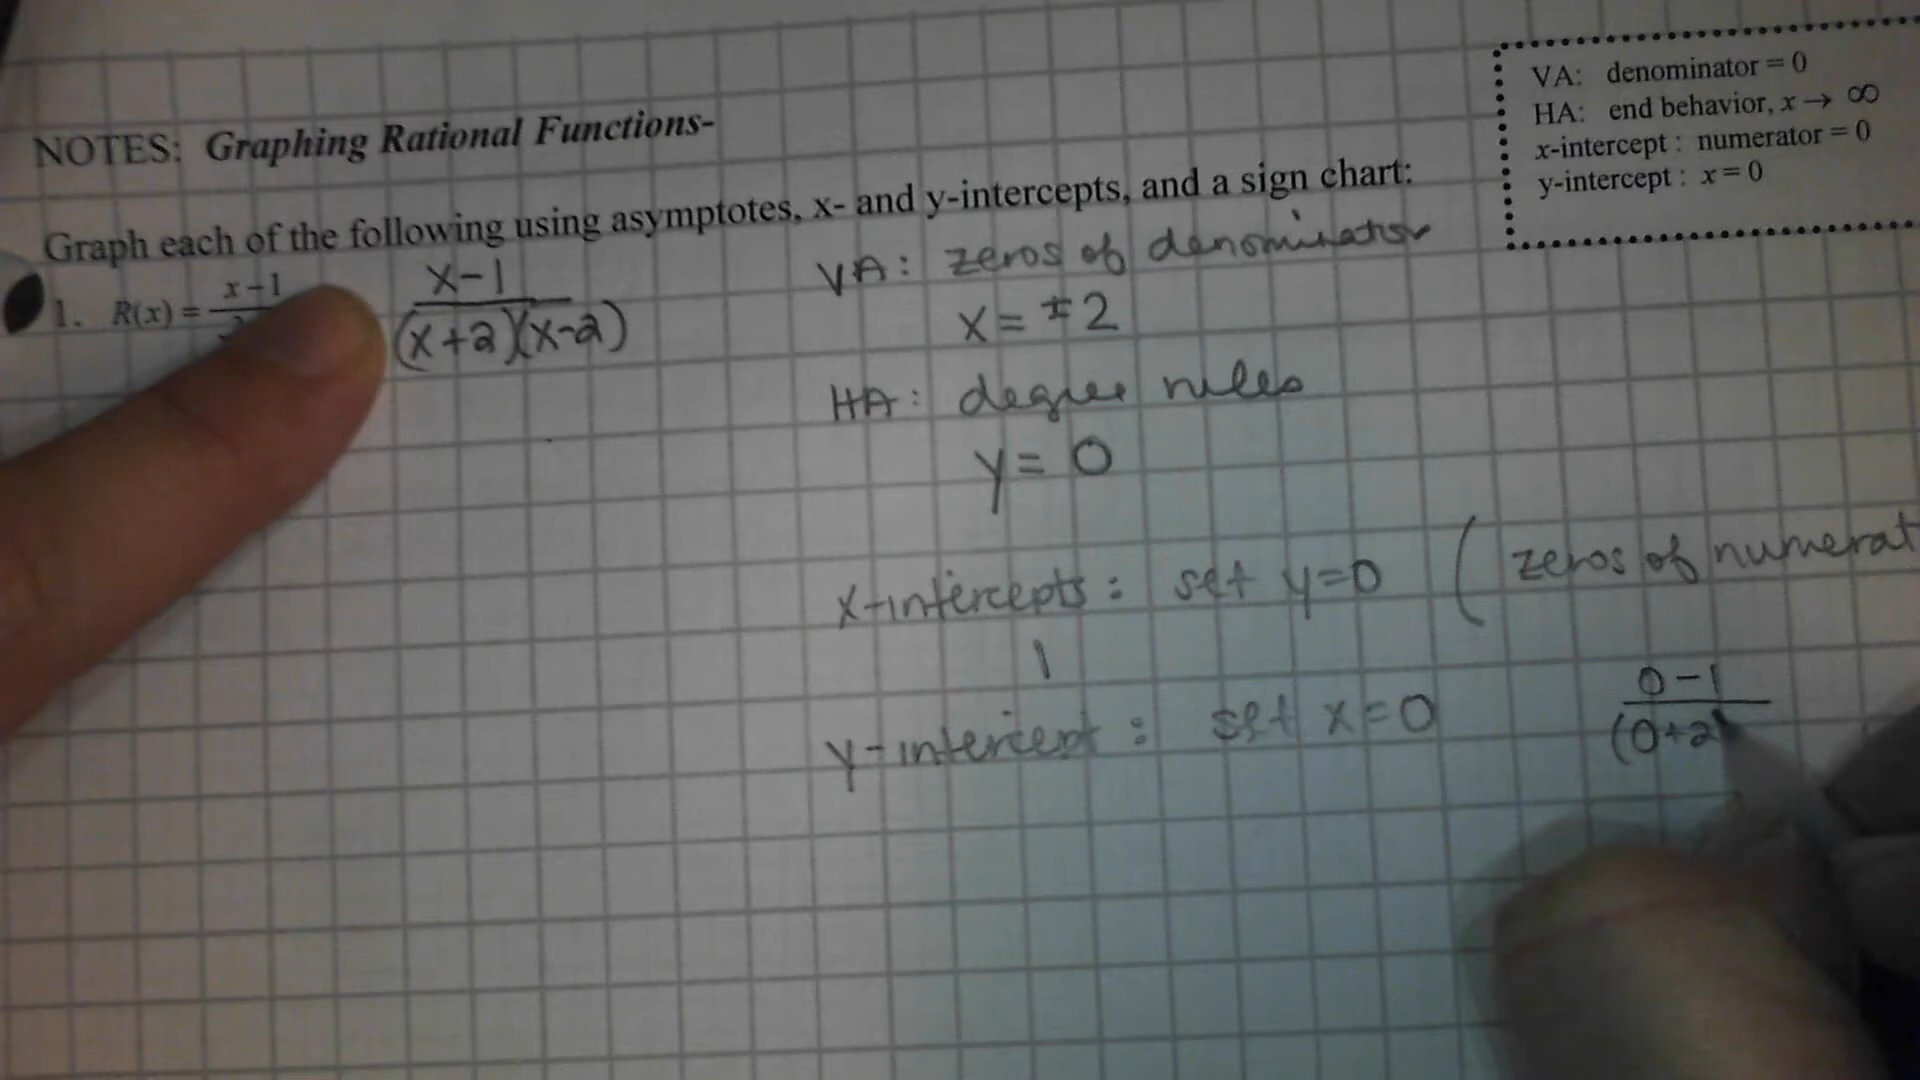 VA: denominator = 0
HA: end behavior, x → ∞
x-intercept : numerator = 0
y-intercept : x = 0
NOTES: Graphing Rational Functions-
Graph each of the following using asymptotes, x- and y-intercepts, and a sign chart:
1. R(x) = x-1
x-1
(x+2)(x-2)
VA: zeros of denominator
x = ±2
HA: degree rules
y = 0
x-intercepts: set y=0 ( zeros of numerat
1
y-intercept: set x=0
0-1
(0+2)